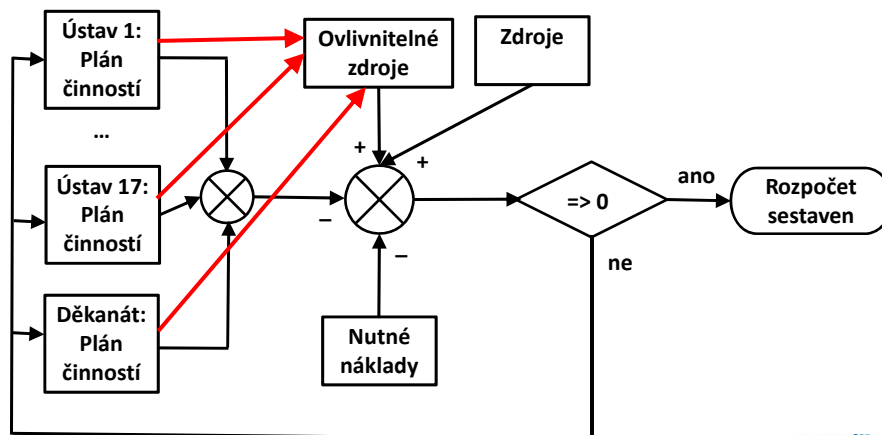 Ústav 1:
Plán
činností
...
Ústav 17:
Plán
činností
Děkanát:
Plán
činností
Ovlivnitelné
zdroje
Zdroje
+
+
–
–
Nutné
náklady
=> 0
ano
ne
Rozpočet
sestaven